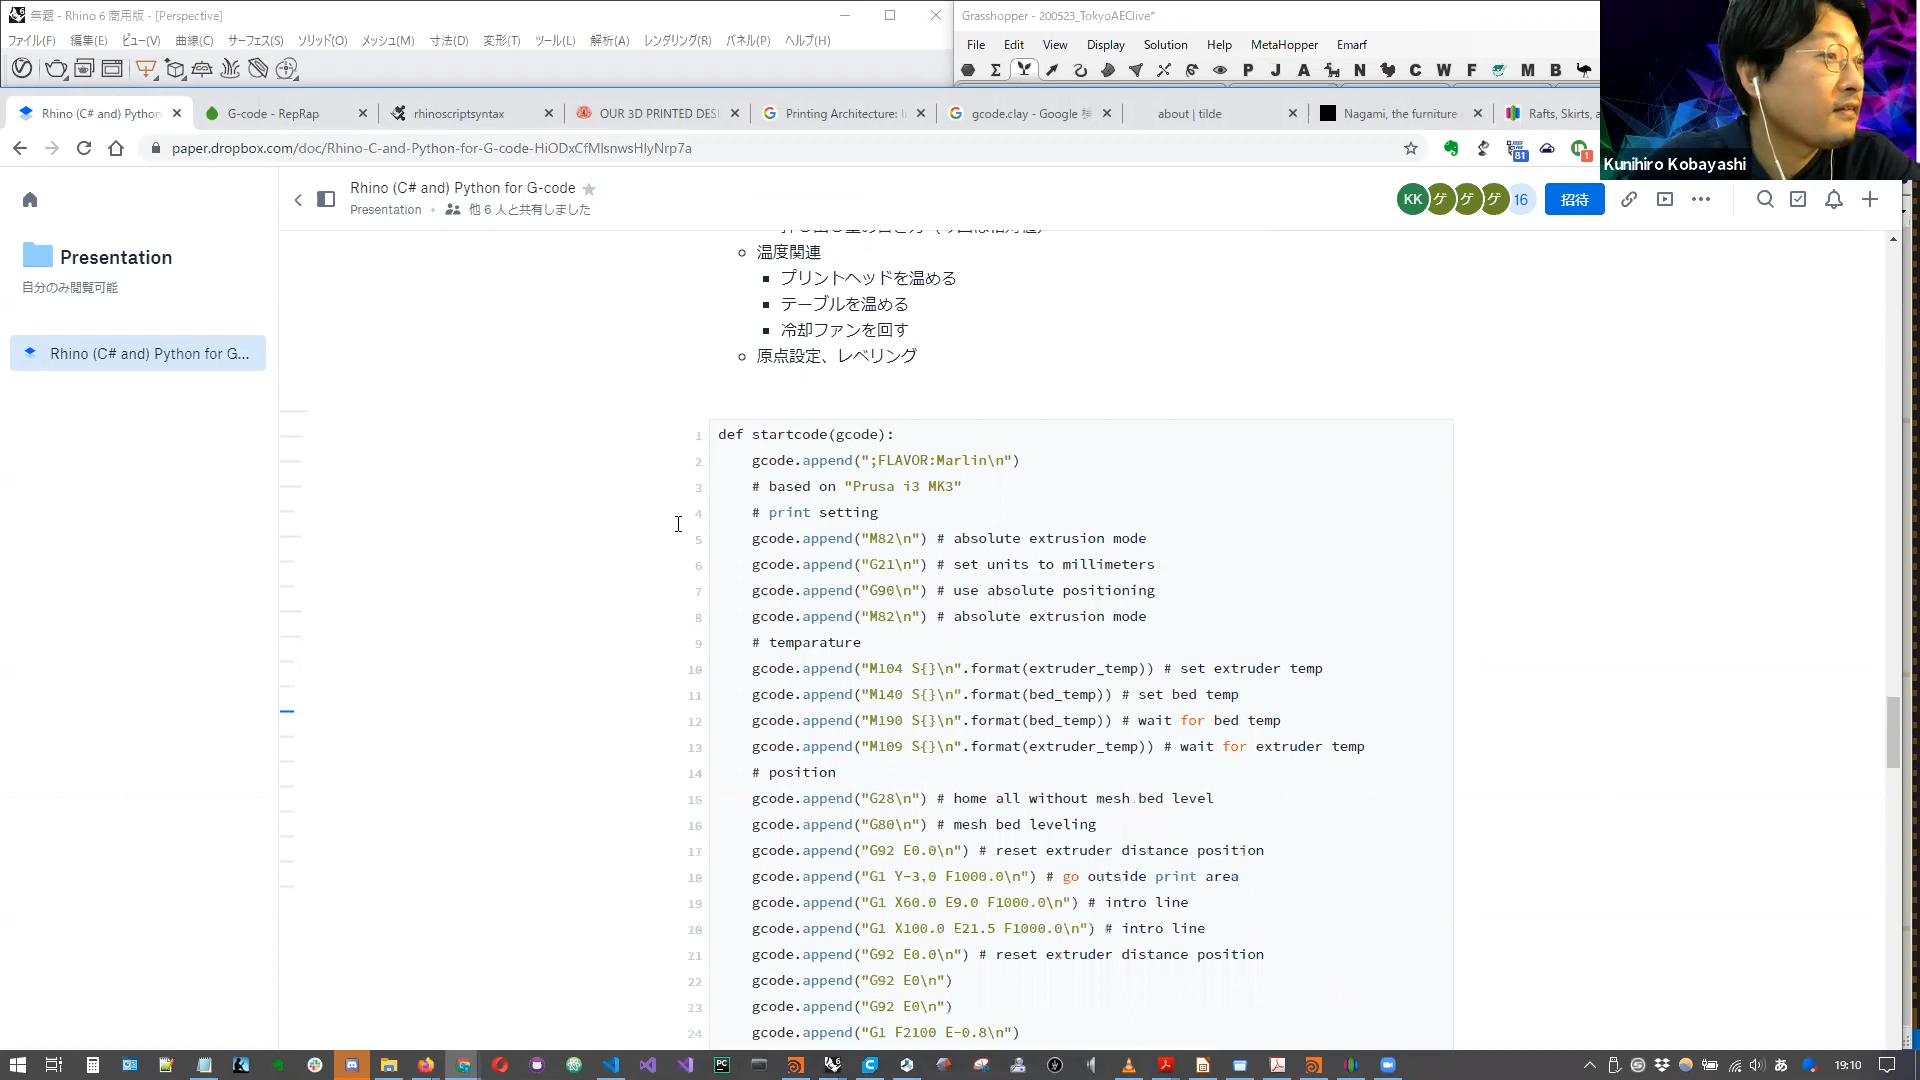 無題 - Rhino 6 商用版 - [Perspective]
Grasshopper - 200523_TokyoAEClive*
ファイル(F) 編集(E) ビュー(V) 曲線(C) サーフェス(S) ソリッド(O) メッシュ(M) 寸法(D) 変形(T) ツール(L) 解析(A) レンダリング(R) パネル(P) ヘルプ(H)
File Edit View Display Solution Help MetaHopper Emarf
P J A N C W F M B
Rhino (C# and) Python
G-code - RepRap
rhinoscriptsyntax
OUR 3D PRINTED DES
Printing Architecture: I
gcode.clay - Google 検
about | tilde
Nagami, the furniture
Rafts, Skirts, a
paper.dropbox.com/doc/Rhino-C-and-Python-for-G-code-HiODxCfMlsnwsHlyNrp7a
81
1
Kunihiro Kobayashi
Rhino (C# and) Python for G-code
Presentation • 他 6 人と共有しました
KK ゲ ゲ ゲ 16 招待
Presentation
自分のみ閲覧可能
Rhino (C# and) Python for G...
温度関連
プリントヘッドを温める
テーブルを温める
冷却ファンを回す
原点設定、レベリング
1 def startcode(gcode):
2 gcode.append(";FLAVOR:Marlin\n")
3 # based on "Prusa i3 MK3"
4 # print setting
5 gcode.append("M82\n") # absolute extrusion mode
6 gcode.append("G21\n") # set units to millimeters
7 gcode.append("G90\n") # use absolute positioning
8 gcode.append("M82\n") # absolute extrusion mode
9 # temparature
10 gcode.append("M104 S{}\n".format(extruder_temp)) # set extruder temp
11 gcode.append("M140 S{}\n".format(bed_temp)) # set bed temp
12 gcode.append("M190 S{}\n".format(bed_temp)) # wait for bed temp
13 gcode.append("M109 S{}\n".format(extruder_temp)) # wait for extruder temp
14 # position
15 gcode.append("G28\n") # home all without mesh bed level
16 gcode.append("G80\n") # mesh bed leveling
17 gcode.append("G92 E0.0\n") # reset extruder distance position
18 gcode.append("G1 Y-3.0 F1000.0\n") # go outside print area
19 gcode.append("G1 X60.0 E9.0 F1000.0\n") # intro line
20 gcode.append("G1 X100.0 E21.5 F1000.0\n") # intro line
21 gcode.append("G92 E0.0\n") # reset extruder distance position
22 gcode.append("G92 E0\n")
23 gcode.append("G92 E0\n")
24 gcode.append("G1 F2100 E-0.8\n")
あ 19:10